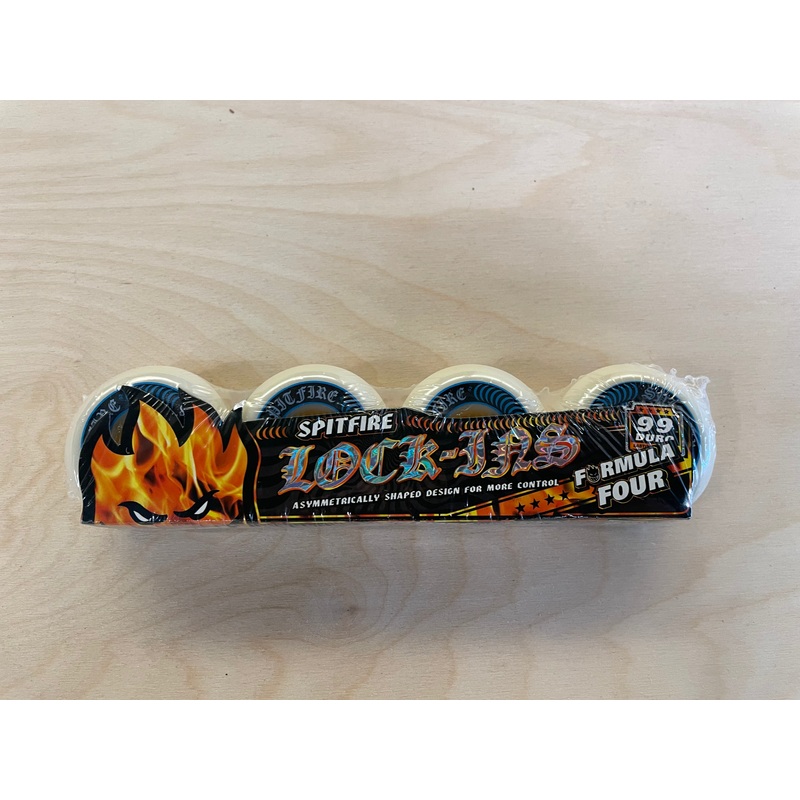 SPITFIRE
SPITFIRE
LOCK-INS
ASYMMETRICALLY SHAPED DESIGN FOR MORE CONTROL
99
DURO
FORMULA
FOUR